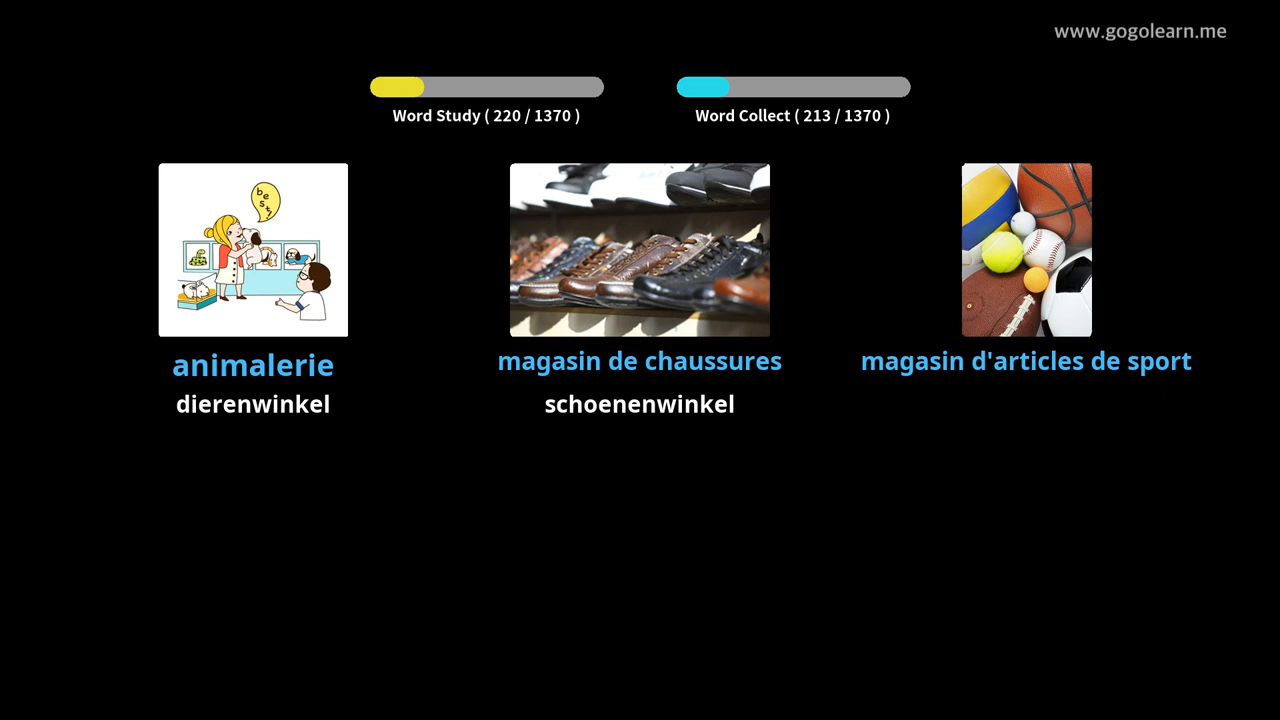 www.gogolearn.me
Word Study ( 220 / 1370 )
Word Collect ( 213 / 1370 )
best,
animalerie
magasin de chaussures
magasin d'articles de sport
dierenwinkel
schoenenwinkel